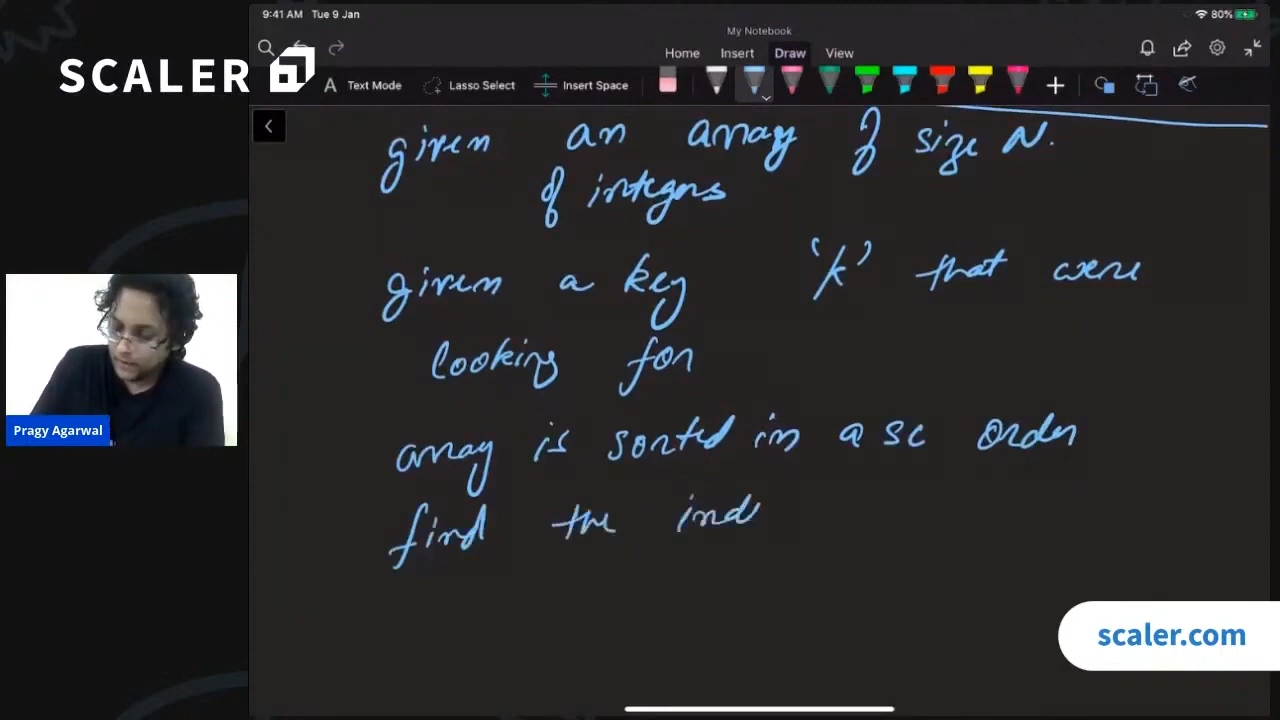 9:41 AM Tue 9 Jan
80%
My Notebook
SCALER
Home Insert Draw View
A Text Mode Lasso Select Insert Space
given an array of size N.
of integers
given a key 'k' that were
looking for
array is sorted in asc order
find the ind
Pragy Agarwal
scaler.com